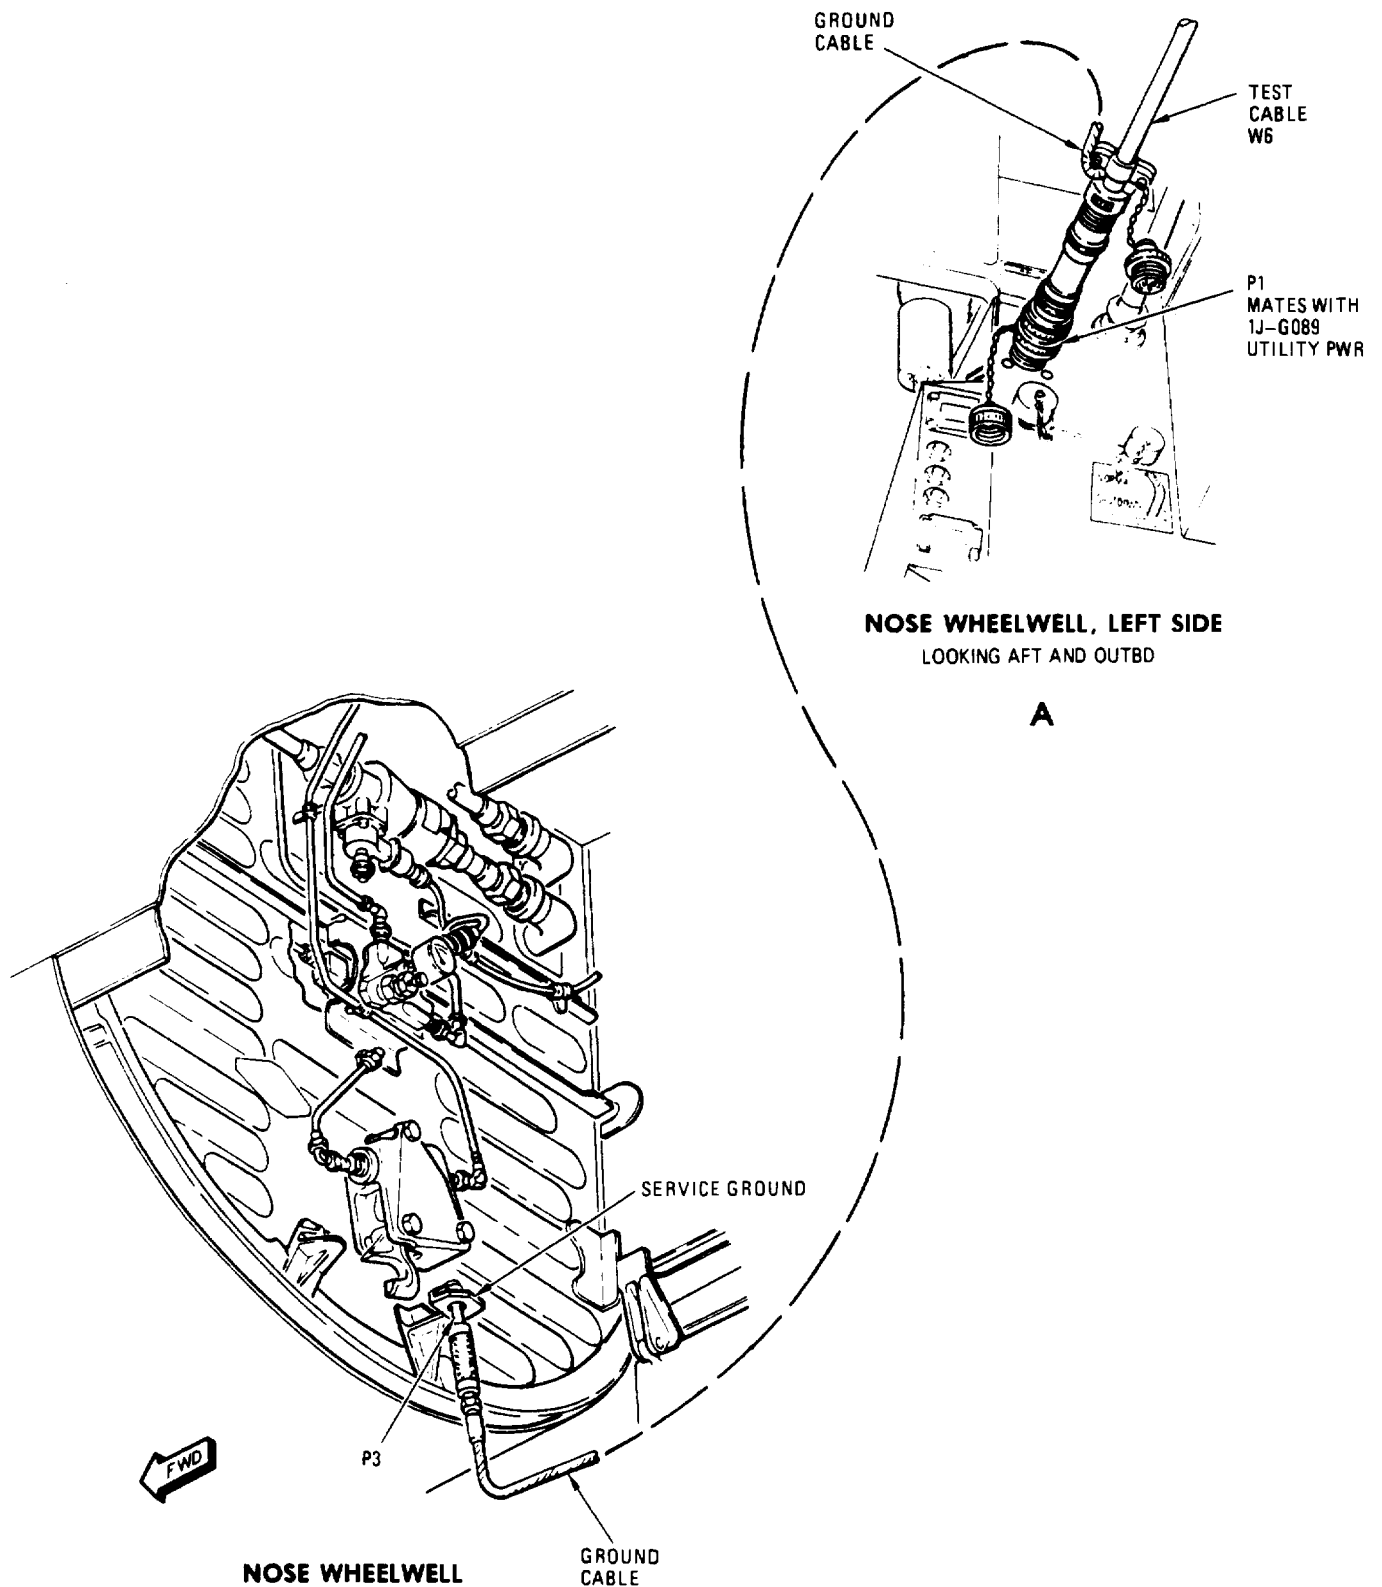 GROUND
CABLE
TEST
CABLE
W6
P1
MATES WITH
1J-G089
UTILITY PWR
NOSE WHEELWELL, LEFT SIDE
LOOKING AFT AND OUTBD
A
SERVICE GROUND
P3
FWD
GROUND
CABLE
NOSE WHEELWELL